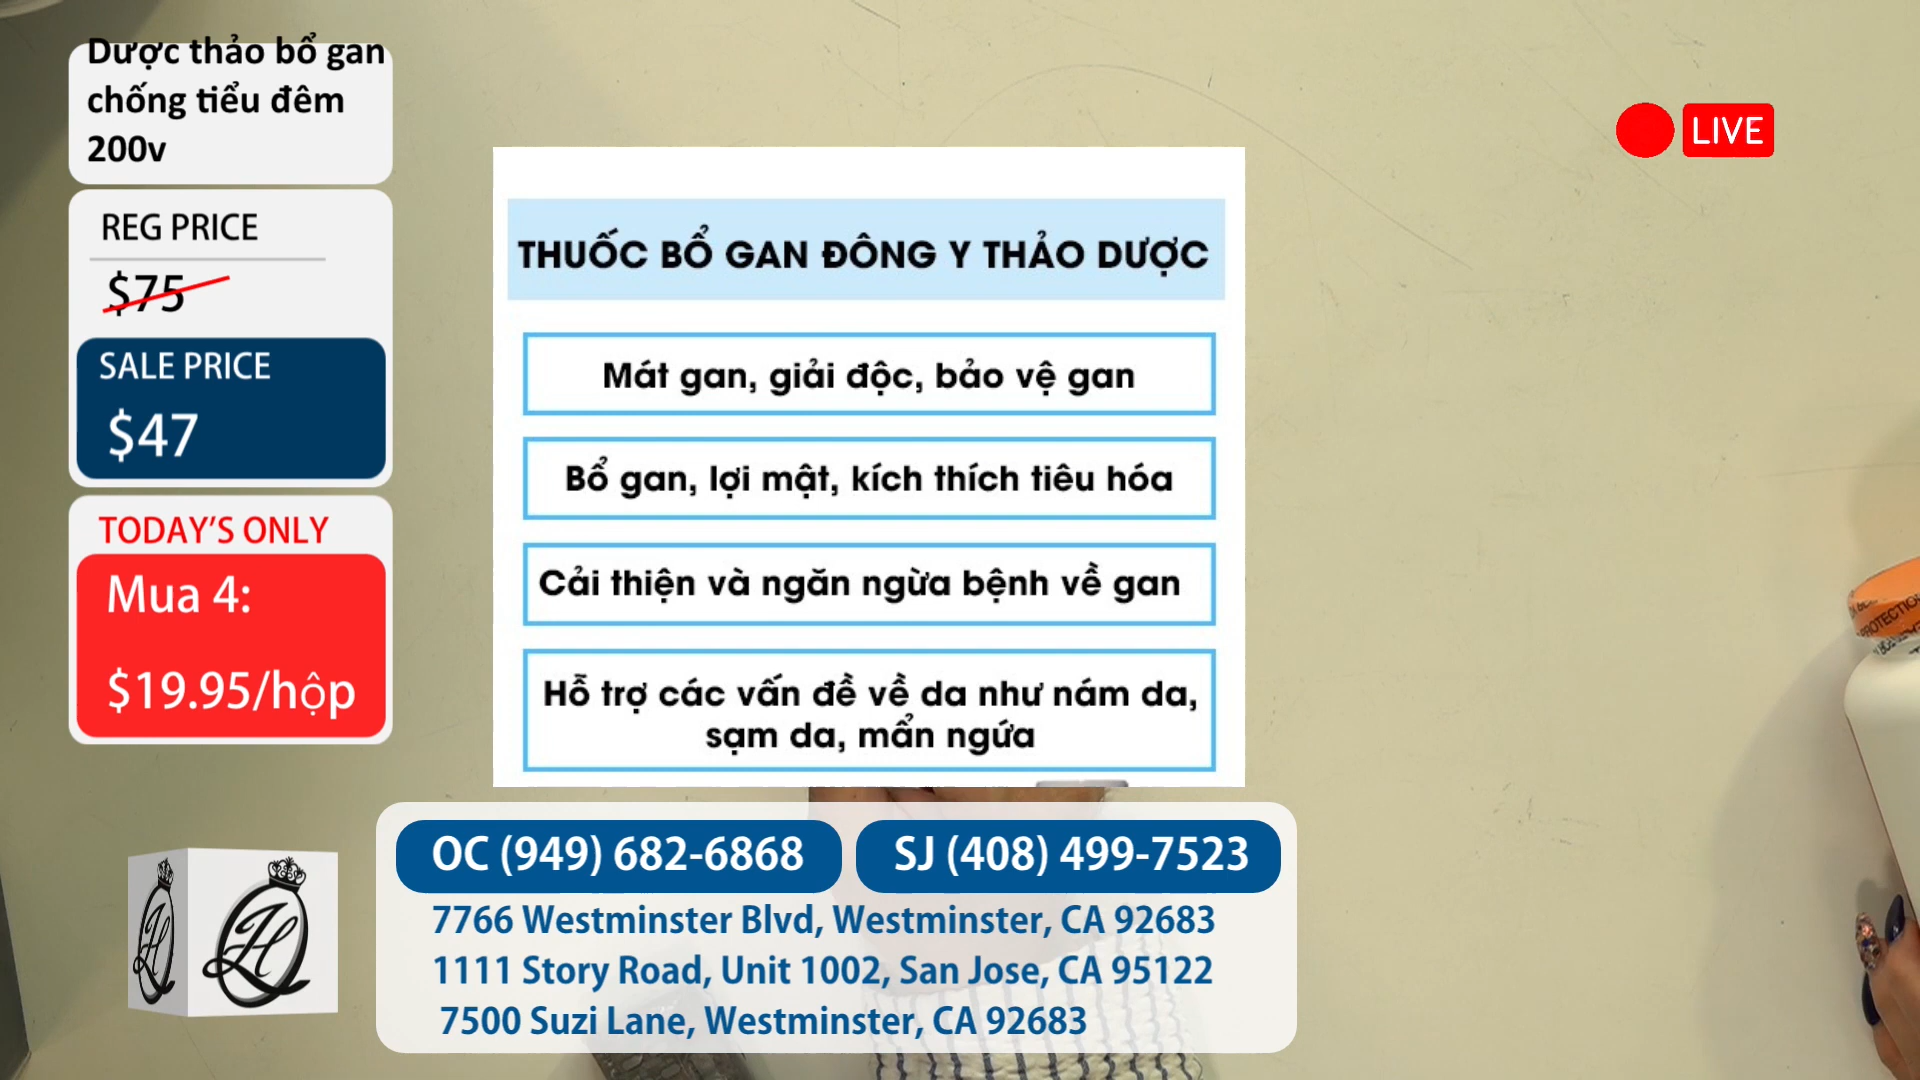 Dược thảo bổ gan
chống tiểu đêm
200v
REG PRICE
$75
SALE PRICE
$47
TODAY'S ONLY
Mua 4:
$19.95/hộp
LIVE
THUỐC BỔ GAN ĐÔNG Y THẢO DƯỢC
Mát gan, giải độc, bảo vệ gan
Bổ gan, lợi mật, kích thích tiêu hóa
Cải thiện và ngăn ngừa bệnh về gan
Hỗ trợ các vấn đề về da như nám da,
sạm da, mẩn ngứa
OC (949) 682-6868
SJ (408) 499-7523
7766 Westminster Blvd, Westminster, CA 92683
1111 Story Road, Unit 1002, San Jose, CA 95122
7500 Suzi Lane, Westminster, CA 92683